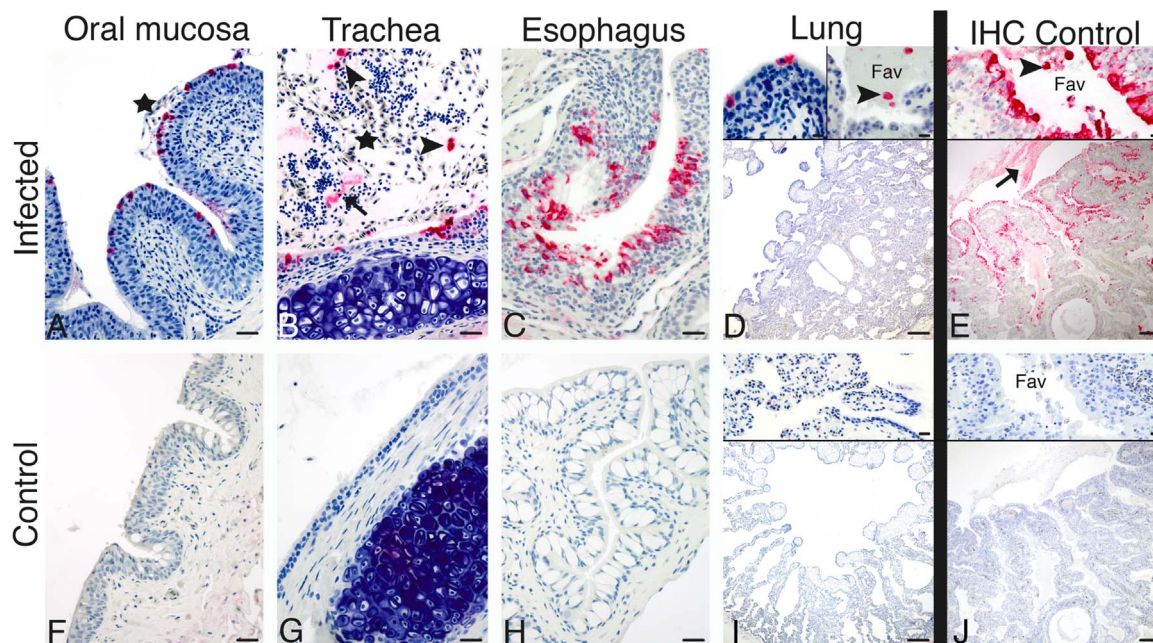 Oral mucosa Trachea Esophagus Lung IHC Control
Infected
Fav
Fav
A B C D E
Control
Fav
F G H I J